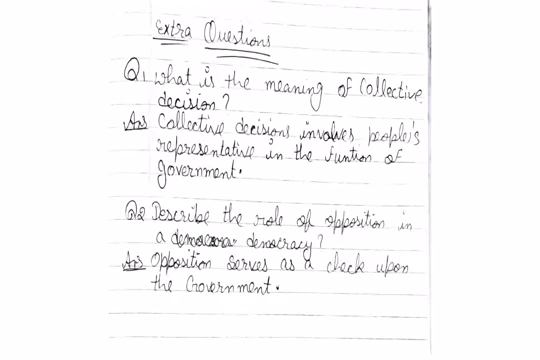 Extra Questions
Q1 What is the meaning of Collective
decision?
Ans Collective decisions involves people's
representative in the funtion of
government.
Q2 Describe the role of opposition in
a democracy?
Ans Opposition serves as a check upon
the Government.